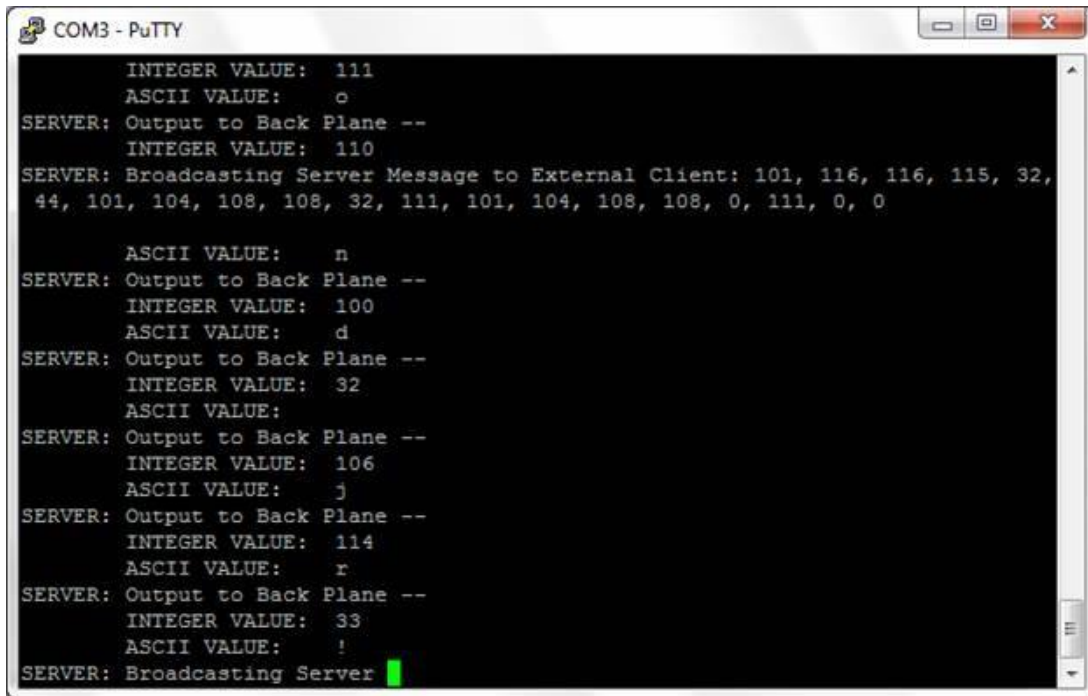 COM3 - PuTTY
INTEGER VALUE: 111
ASCII VALUE: o
SERVER: Output to Back Plane --
INTEGER VALUE: 110
SERVER: Broadcasting Server Message to External Client: 101, 116, 116, 115, 32,
44, 101, 104, 108, 108, 32, 111, 101, 104, 108, 108, 0, 111, 0, 0
ASCII VALUE: n
SERVER: Output to Back Plane --
INTEGER VALUE: 100
ASCII VALUE: d
SERVER: Output to Back Plane --
INTEGER VALUE: 32
ASCII VALUE:
SERVER: Output to Back Plane --
INTEGER VALUE: 106
ASCII VALUE: j
SERVER: Output to Back Plane --
INTEGER VALUE: 114
ASCII VALUE: r
SERVER: Output to Back Plane --
INTEGER VALUE: 33
ASCII VALUE: !
SERVER: Broadcasting Server